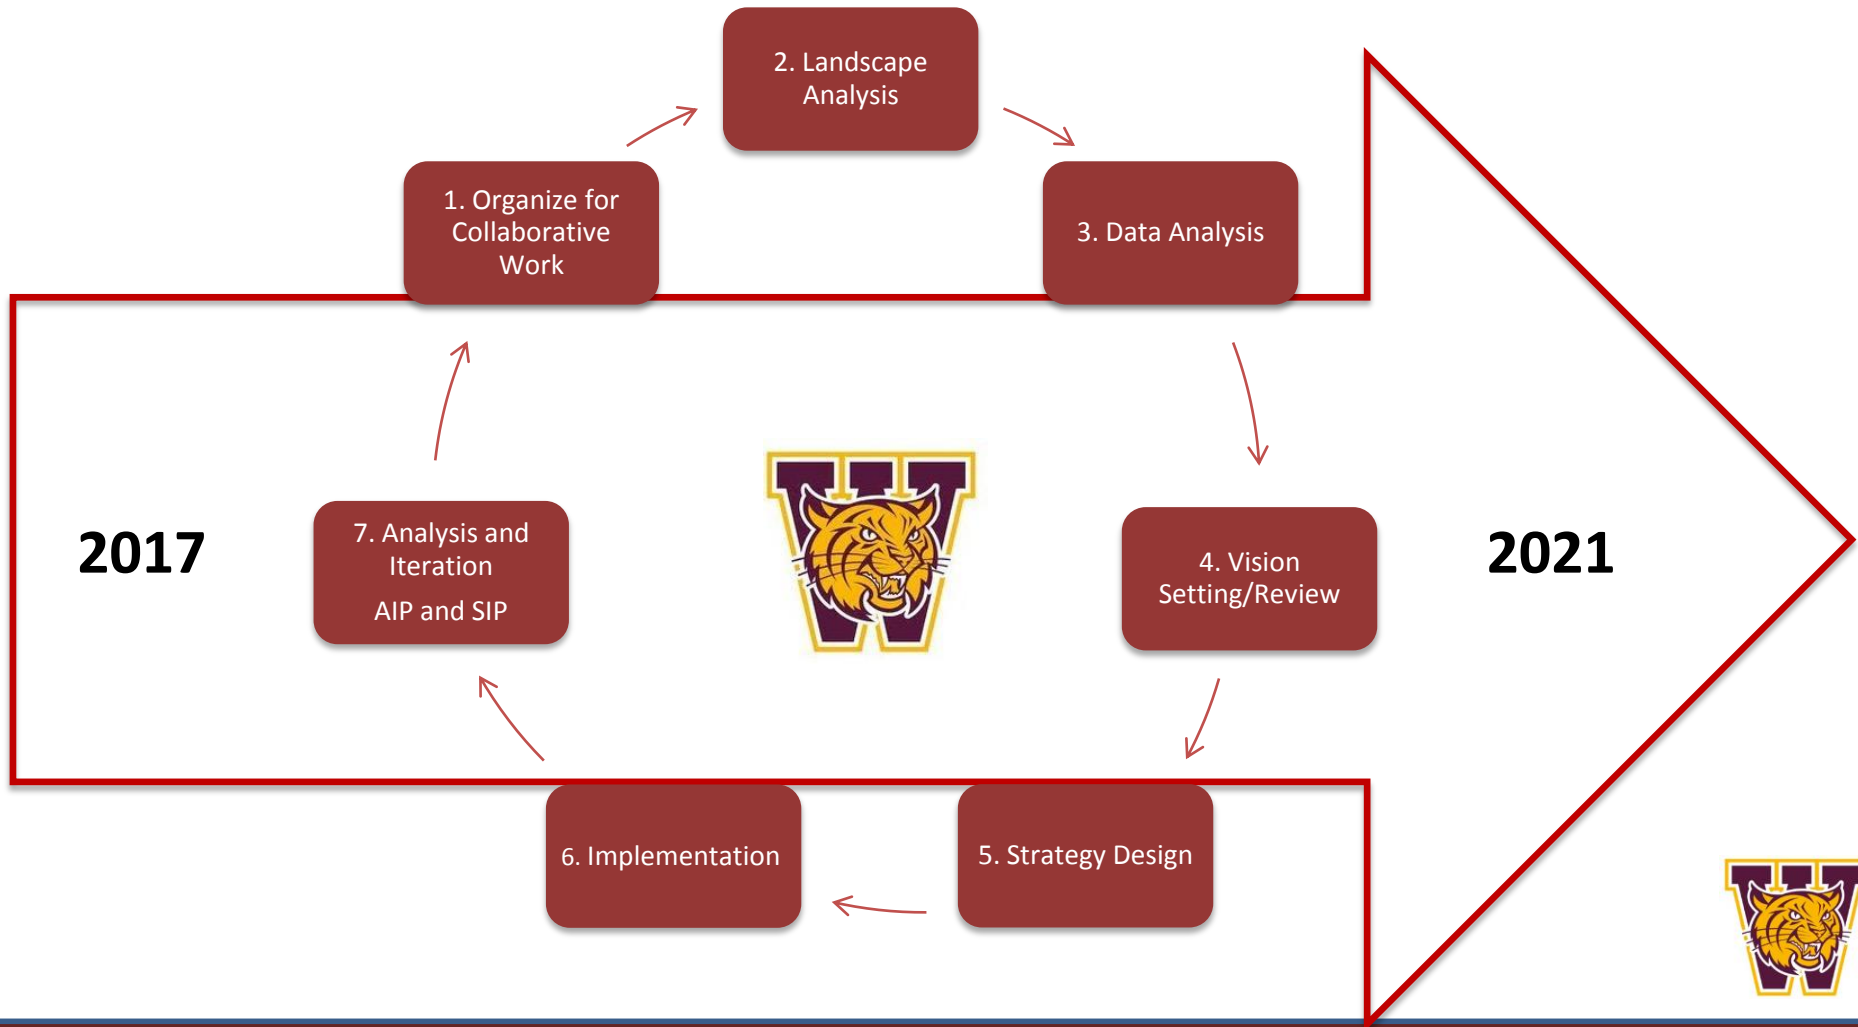 1. Organize for
Collaborative
Work
2. Landscape
Analysis
3. Data Analysis
4. Vision
Setting/Review
5. Strategy Design
6. Implementation
7. Analysis and
Iteration
AIP and SIP
2017
2021
W
W